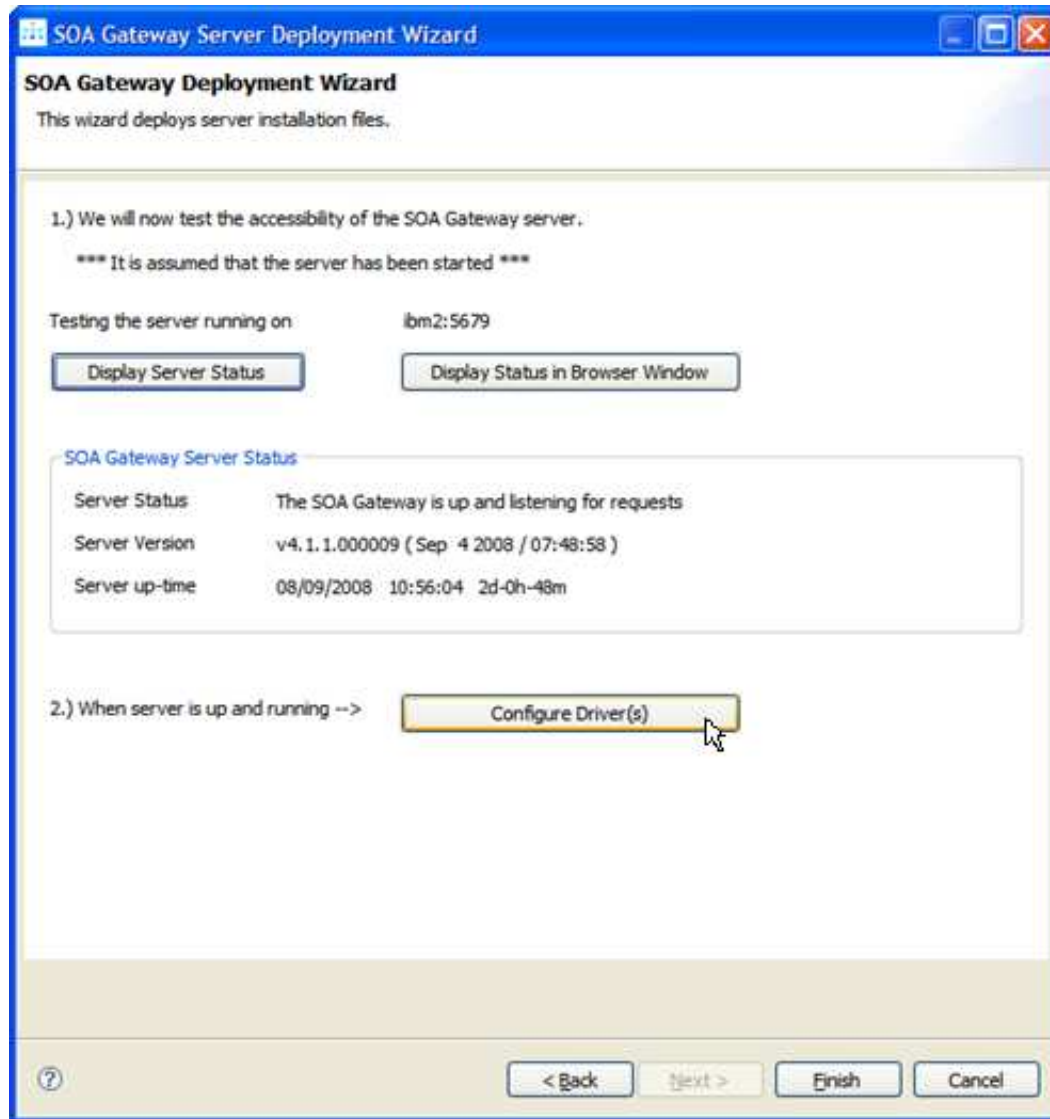 SOA Gateway Server Deployment Wizard
SOA Gateway Deployment Wizard
This wizard deploys server installation files.
1.) We will now test the accessibility of the SOA Gateway server.
*** It is assumed that the server has been started ***
Testing the server running on ibm2:5679
Display Server Status Display Status in Browser Window
SOA Gateway Server Status
Server Status The SOA Gateway is up and listening for requests
Server Version v4.1.1.000009 ( Sep 4 2008 / 07:48:58 )
Server up-time 08/09/2008 10:56:04 2d-0h-48m
2.) When server is up and running --> Configure Driver(s)
? < Back Next > Finish Cancel